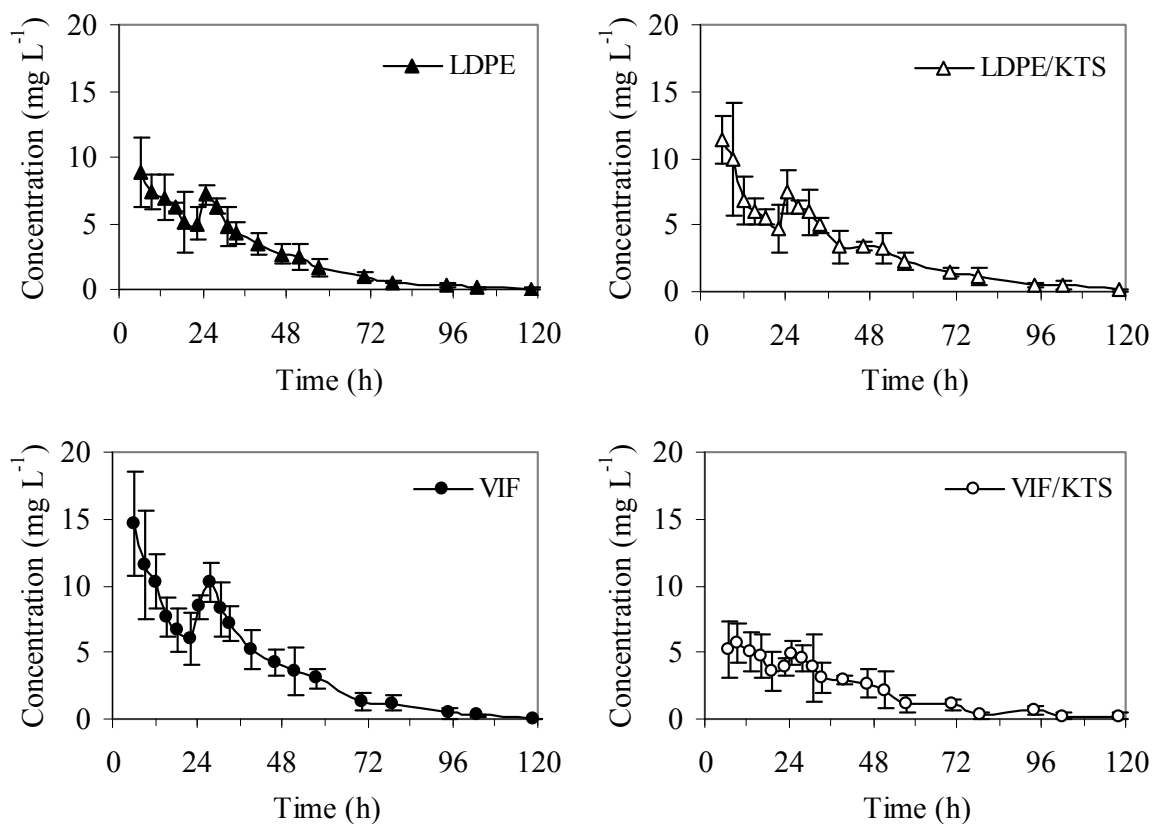 LDPE
Concentration (mg L⁻¹)
20
15
10
5
0
0 24 48 72 96 120
Time (h)
LDPE/KTS
Concentration (mg L⁻¹)
20
15
10
5
0
0 24 48 72 96 120
Time (h)
VIF
Concentration (mg L⁻¹)
20
15
10
5
0
0 24 48 72 96 120
Time (h)
VIF/KTS
Concentration (mg L⁻¹)
20
15
10
5
0
0 24 48 72 96 120
Time (h)